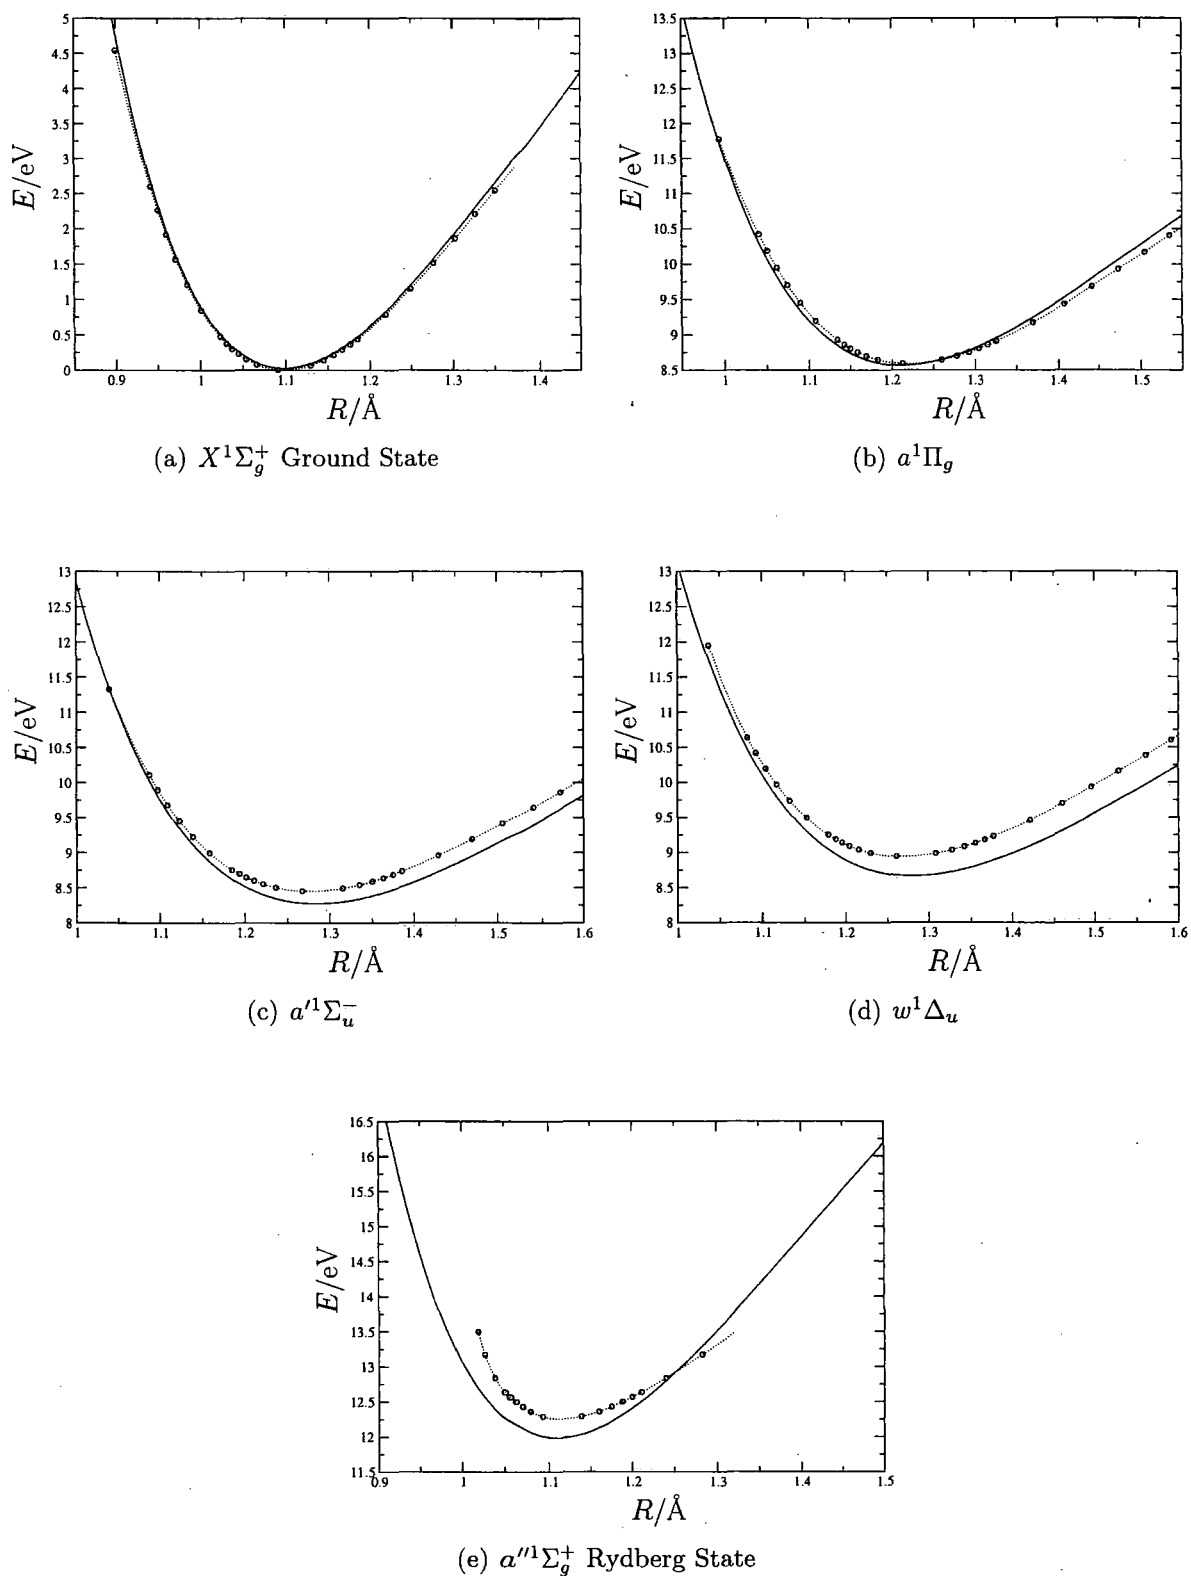 5
4.5
4
3.5
3
2.5
2
1.5
1
0.5
0
E/eV
0.9 1 1.1 1.2 1.3 1.4
R/Å
(a) X¹Σg⁺ Ground State
13.5
13
12.5
12
11.5
11
10.5
10
9.5
9
8.5
E/eV
1 1.1 1.2 1.3 1.4 1.5
R/Å
(b) a¹Πg
13
12.5
12
11.5
11
10.5
10
9.5
9
8.5
8
E/eV
1 1.1 1.2 1.3 1.4 1.5 1.6
R/Å
(c) a′¹Σu⁻
13
12.5
12
11.5
11
10.5
10
9.5
9
8.5
8
E/eV
1 1.1 1.2 1.3 1.4 1.5 1.6
R/Å
(d) w¹Δu
16.5
16
15.5
15
14.5
14
13.5
13
12.5
12
11.5
E/eV
0.9 1 1.1 1.2 1.3 1.4 1.5
R/Å
(e) a″¹Σg⁺ Rydberg State